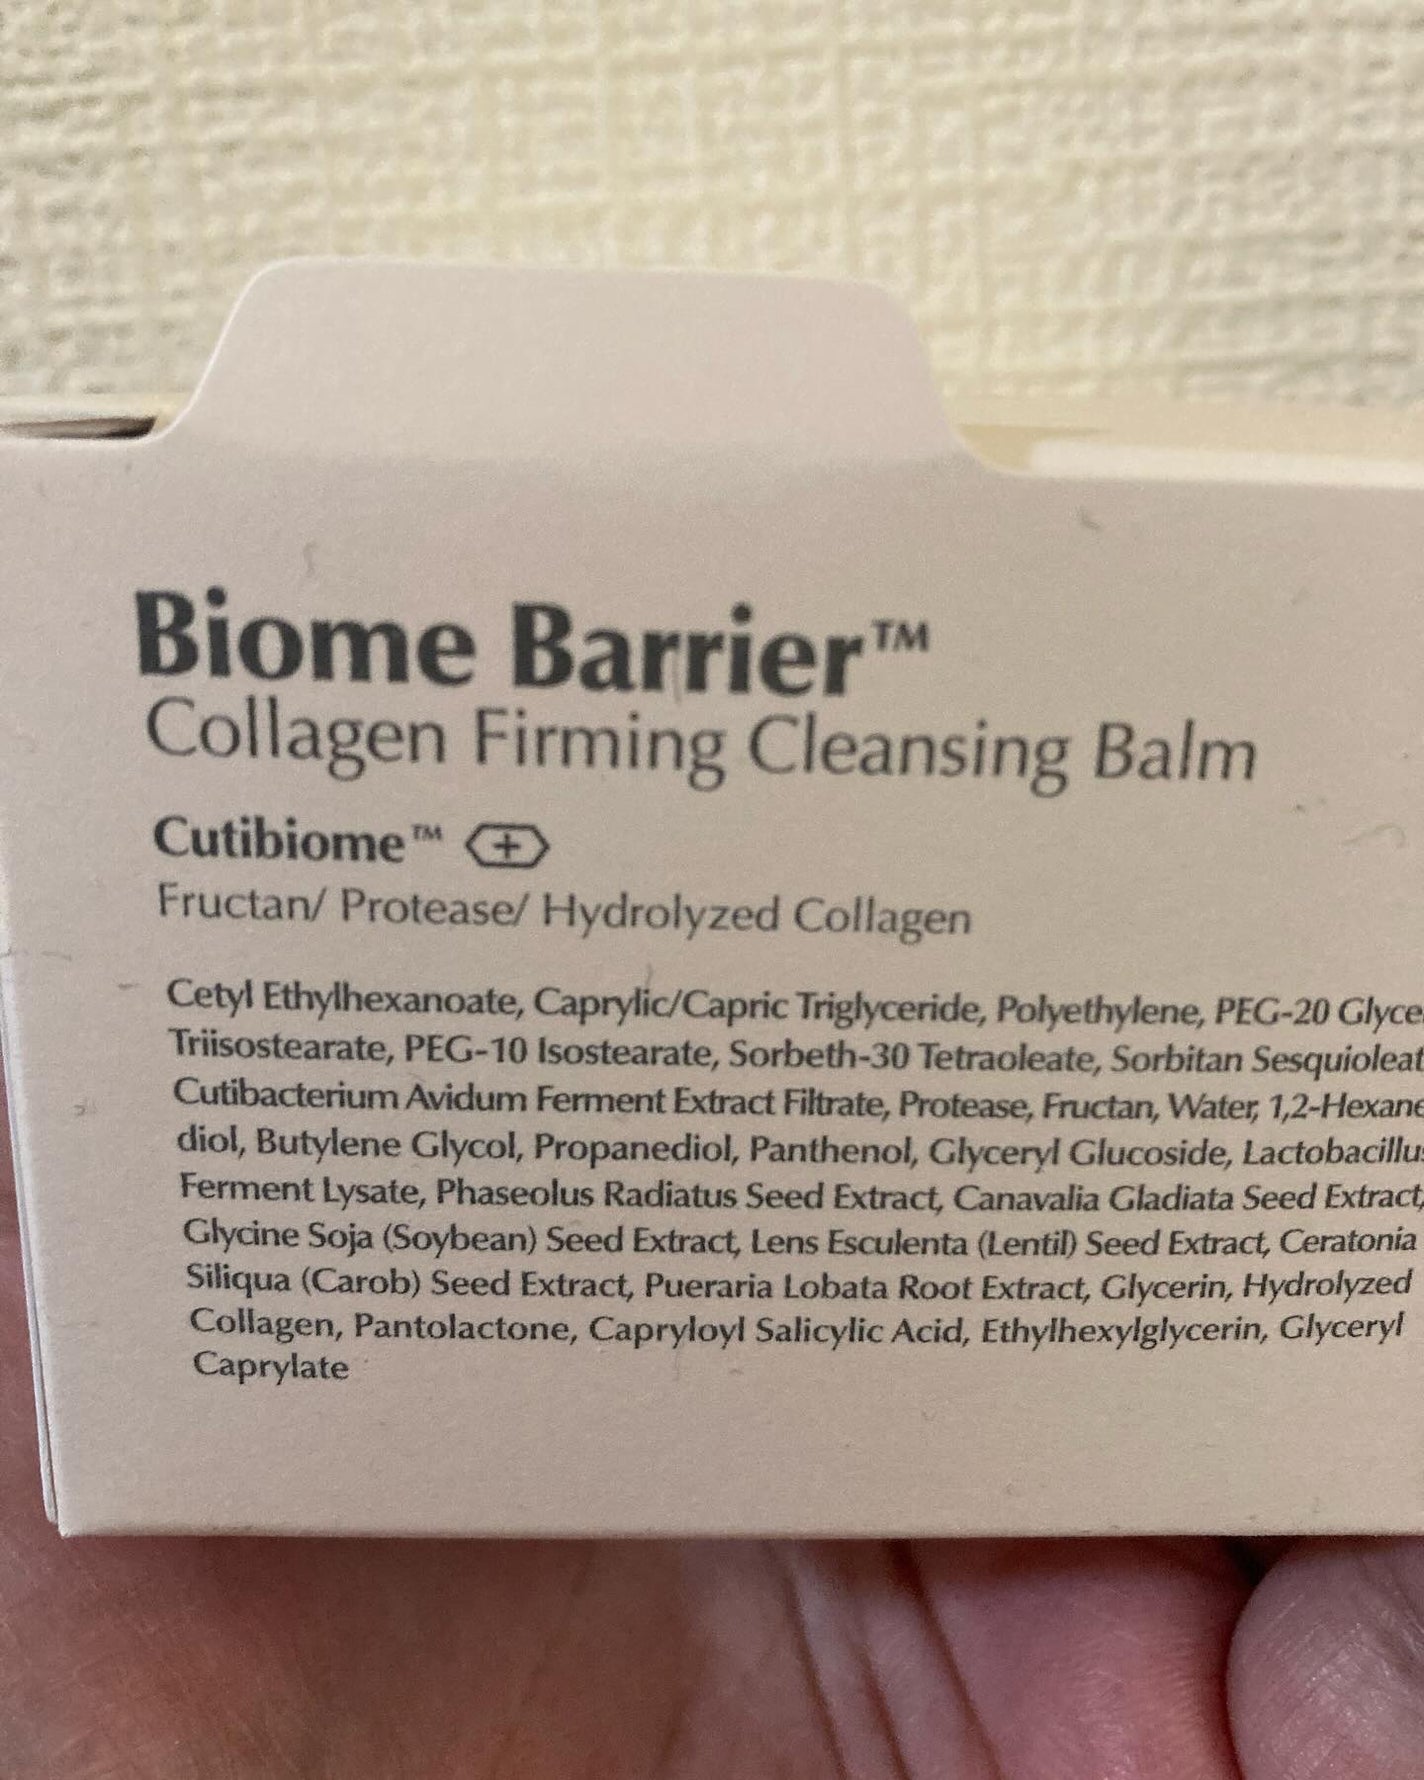 Biome Barrier™
Collagen Firming Cleansing Balm
Cutibiome™ +
Fructan/ Protease/ Hydrolyzed Collagen
Cetyl Ethylhexanoate, Caprylic/Capric Triglyceride, Polyethylene, PEG-20 Glyce
Triisostearate, PEG-10 Isostearate, Sorbeth-30 Tetraoleate, Sorbitan Sesquioleat
Cutibacterium Avidum Ferment Extract Filtrate, Protease, Fructan, Water, 1,2-Hexane
diol, Butylene Glycol, Propanediol, Panthenol, Glyceryl Glucoside, Lactobacillus
Ferment Lysate, Phaseolus Radiatus Seed Extract, Canavalia Gladiata Seed Extract,
Glycine Soja (Soybean) Seed Extract, Lens Esculenta (Lentil) Seed Extract, Ceratonia
Siliqua (Carob) Seed Extract, Pueraria Lobata Root Extract, Glycerin, Hydrolyzed
Collagen, Pantolactone, Capryloyl Salicylic Acid, Ethylhexylglycerin, Glyceryl
Caprylate